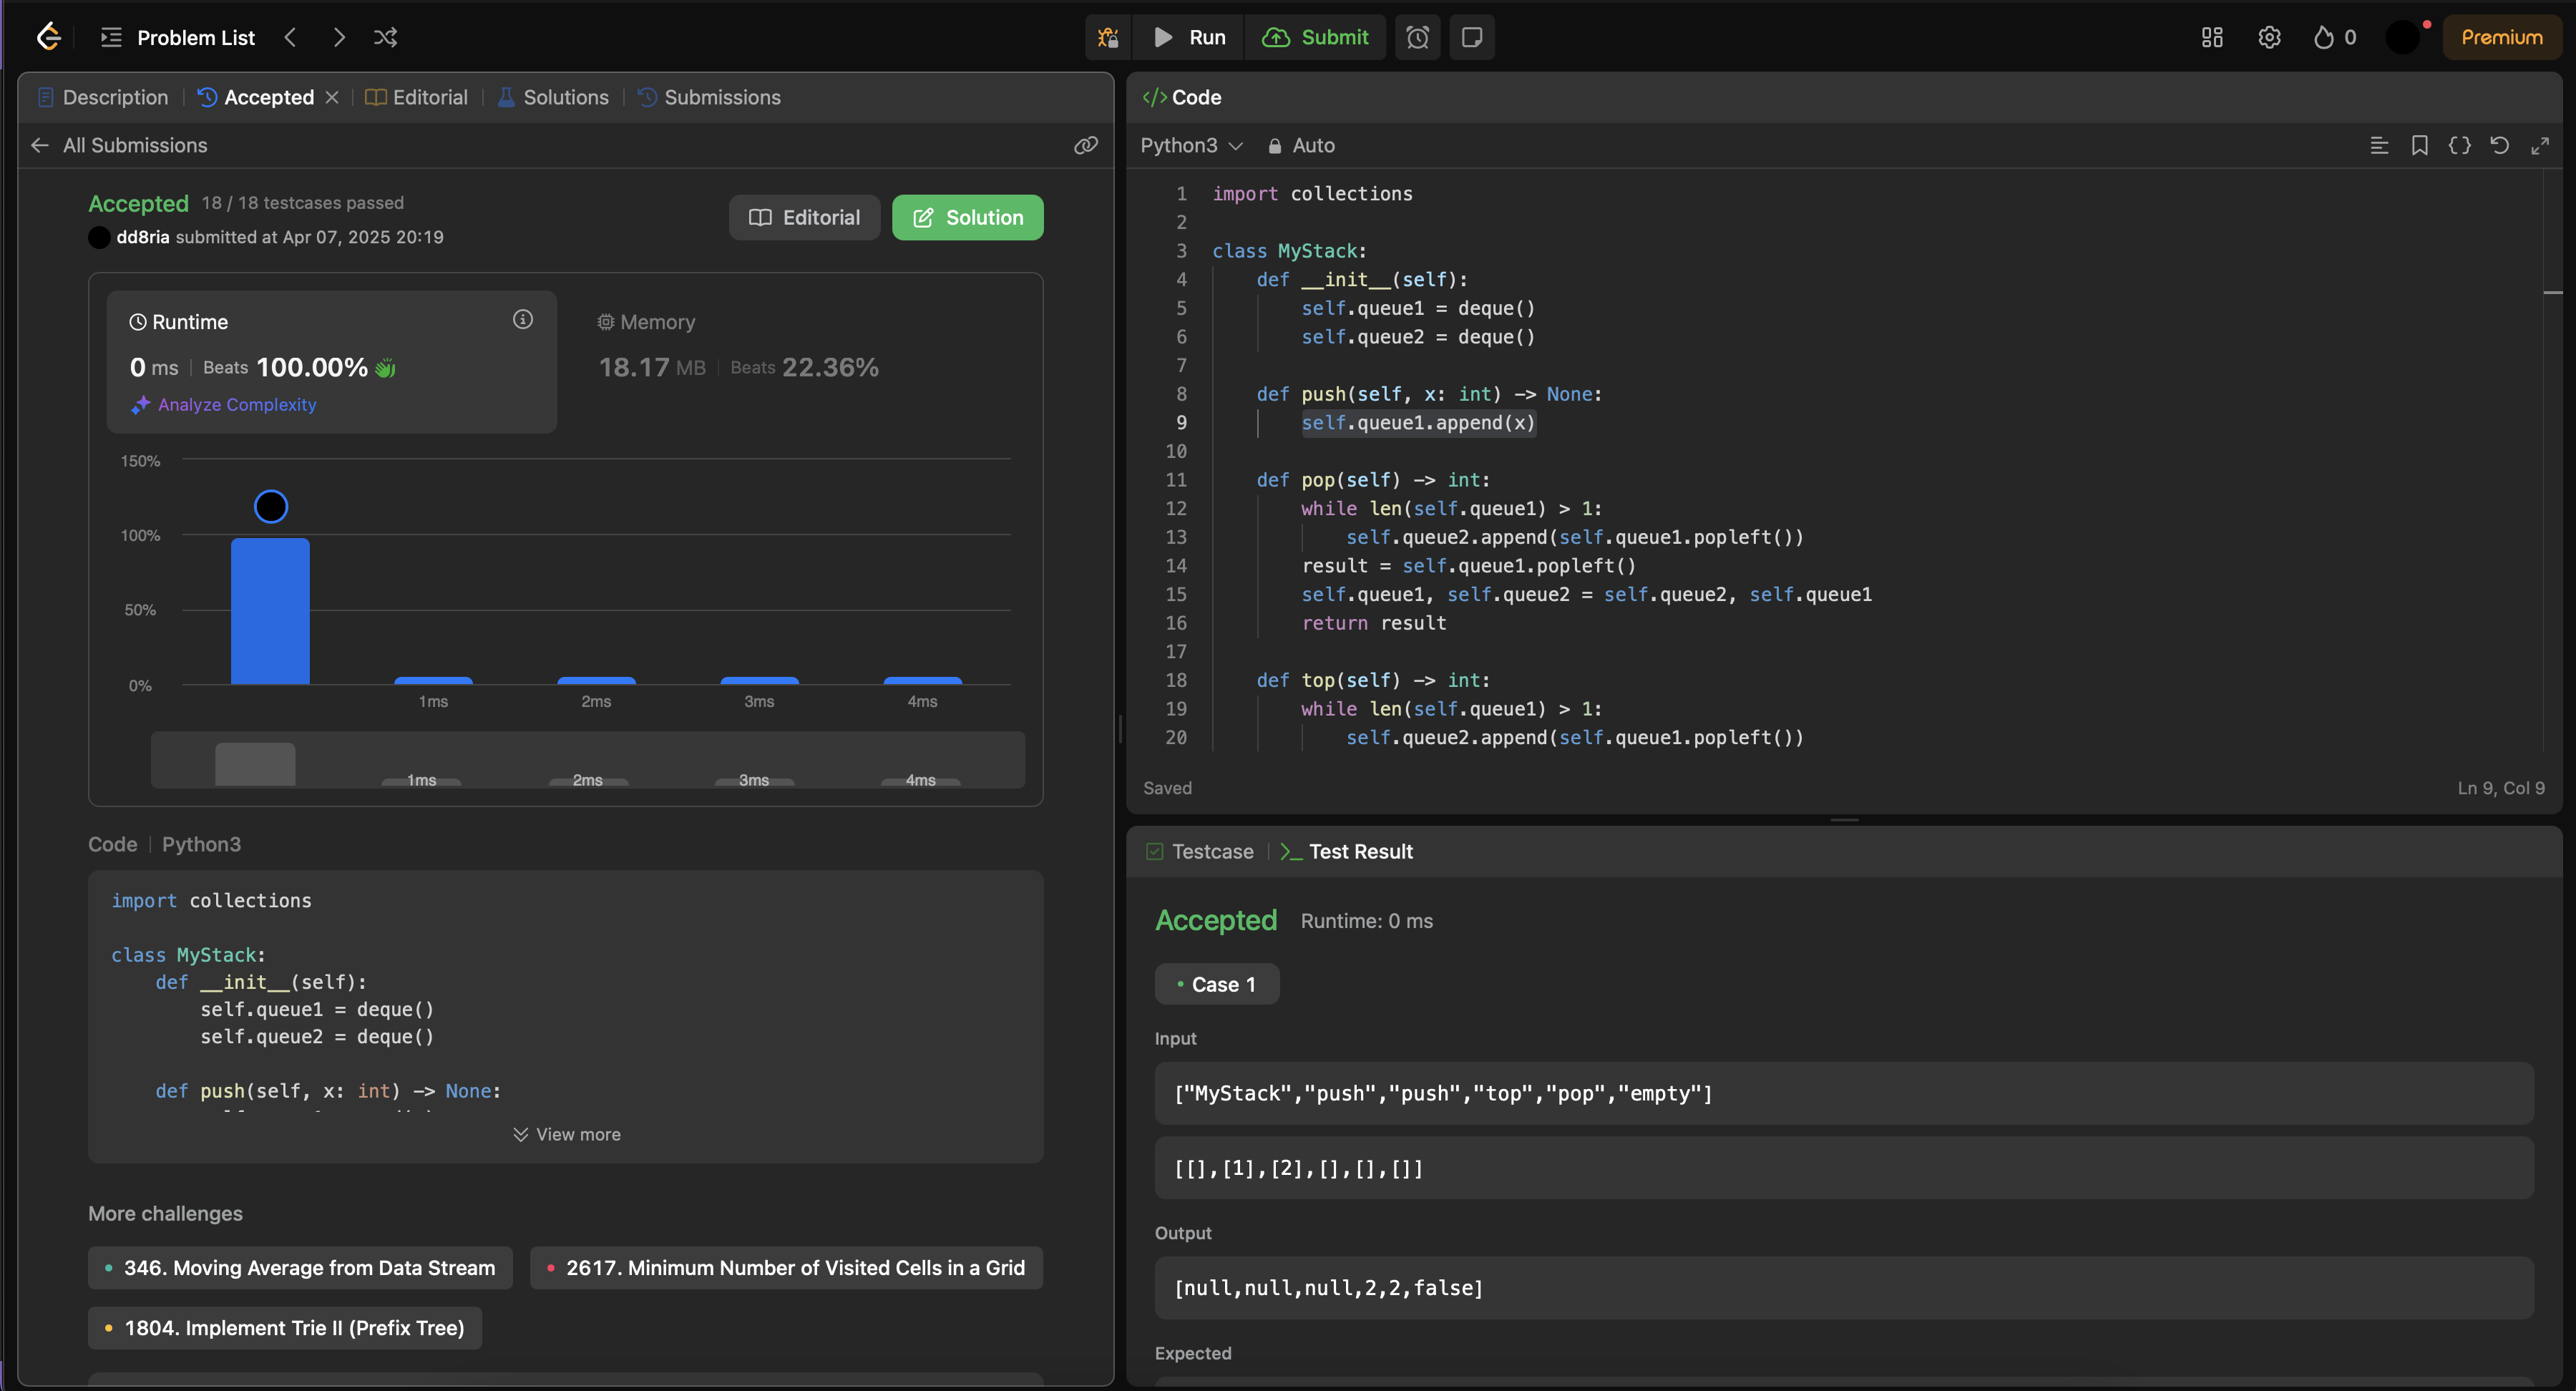 Problem List
Run
Submit
0
Premium
Description
Accepted
Editorial
Solutions
Submissions
All Submissions
Accepted 18 / 18 testcases passed
dd8ria submitted at Apr 07, 2025 20:19
Editorial
Solution
Runtime
0 ms Beats 100.00%
Analyze Complexity
Memory
18.17 MB Beats 22.36%
150%
100%
50%
0%
1ms 2ms 3ms 4ms
1ms 2ms 3ms 4ms
Code Python3
import collections
class MyStack:
def __init__(self):
self.queue1 = deque()
self.queue2 = deque()
def push(self, x: int) -> None:
View more
More challenges
346. Moving Average from Data Stream
2617. Minimum Number of Visited Cells in a Grid
1804. Implement Trie II (Prefix Tree)
</> Code
Python3 Auto
1 import collections
2
3 class MyStack:
4 def __init__(self):
5 self.queue1 = deque()
6 self.queue2 = deque()
7
8 def push(self, x: int) -> None:
9 self.queue1.append(x)
10
11 def pop(self) -> int:
12 while len(self.queue1) > 1:
13 self.queue2.append(self.queue1.popleft())
14 result = self.queue1.popleft()
15 self.queue1, self.queue2 = self.queue2, self.queue1
16 return result
17
18 def top(self) -> int:
19 while len(self.queue1) > 1:
20 self.queue2.append(self.queue1.popleft())
Saved
Ln 9, Col 9
Testcase
Test Result
Accepted Runtime: 0 ms
Case 1
Input
["MyStack","push","push","top","pop","empty"]
[[],[1],[2],[],[],[]]
Output
[null,null,null,2,2,false]
Expected